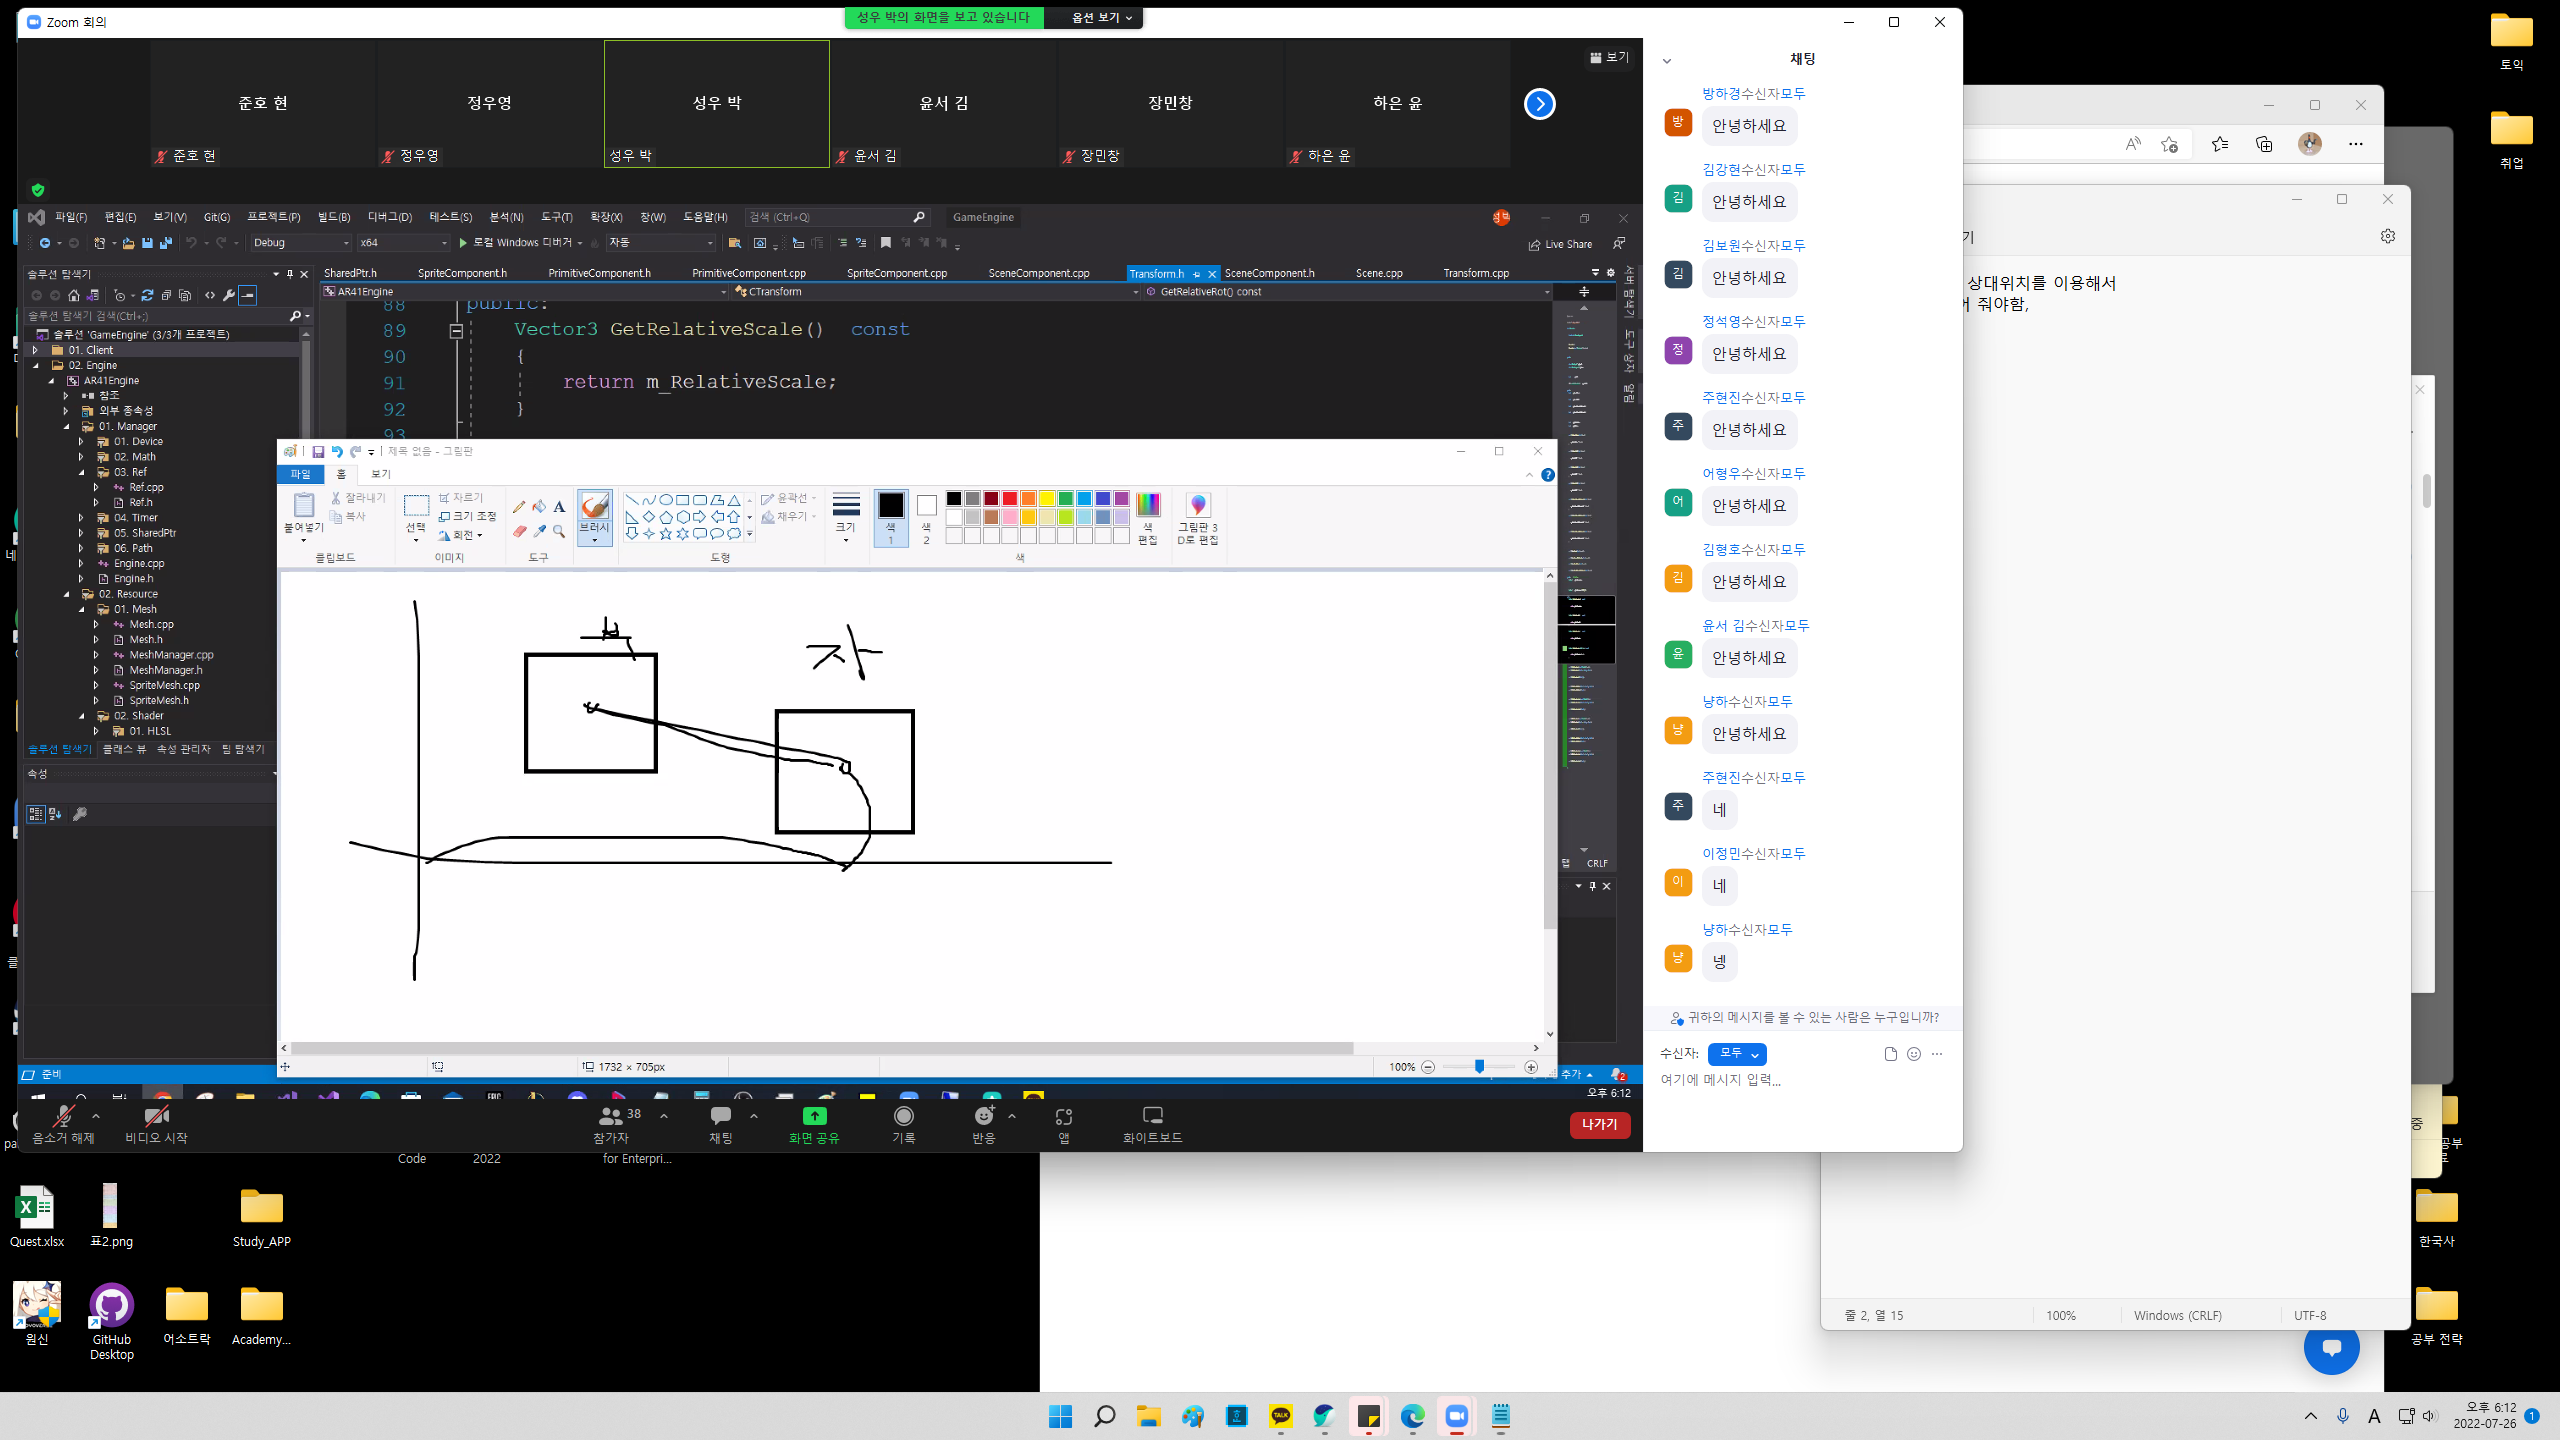 Zoom 회의
성우 박의 화면을 보고 있습니다
옵션 보기
준호 현
정우영
성우 박
윤서 김
장민창
하은 윤
보기
준호 현
정우영
성우 박
윤서 김
장민창
하은 윤
파일(F) 편집(E) 보기(V) Git(G) 프로젝트(P) 빌드(B) 디버그(D) 테스트(S) 분석(N) 도구(T) 확장(X) 창(W) 도움말(H) 검색 (Ctrl+Q) GameEngine
Debug x64 로컬 Windows 디버거 자동 Live Share
솔루션 탐색기
SharedPtr.h SpriteComponent.h PrimitiveComponent.h PrimitiveComponent.cpp SpriteComponent.cpp SceneComponent.cpp Transform.h SceneComponent.h Scene.cpp Transform.cpp
AR41Engine CTransform GetRelativeRot() const
서버 탐색기 도구 상자 알림
솔루션 탐색기 검색(Ctrl+;)
솔루션 'GameEngine' (3/3개 프로젝트)
01. Client
02. Engine
AR41Engine
참조
외부 종속성
01. Manager
01. Device
02. Math
03. Ref
Ref.cpp
Ref.h
04. Timer
05. SharedPtr
06. Path
Engine.cpp
Engine.h
02. Resource
01. Mesh
Mesh.cpp
Mesh.h
MeshManager.cpp
MeshManager.h
SpriteMesh.cpp
SpriteMesh.h
02. Shader
01. HLSL
솔루션 탐색기 클래스 뷰 속성 관리자 팀 탐색기
속성
준비
88 public:
89 Vector3 GetRelativeScale() const
90 {
91 return m_RelativeScale;
92 }
93
제목 없음 - 그림판
파일 홈 보기
붙여넣기
잘라내기
복사
클립보드
선택
자르기
크기 조정
회전
이미지
도구
브러시
윤곽선
채우기
도형
크기
색 1
색 2
색 편집
색
그림판 3D로 편집
부
자
1732 × 705px
100%
탭 CRLF
추가
2
오후 6:12
음소거 해제
비디오 시작
참가자
38
채팅
화면 공유
기록
반응
앱
화이트보드
나가기
채팅
방하경수신자모두
방
안녕하세요
김강현수신자모두
김
안녕하세요
김보원수신자모두
김
안녕하세요
정석영수신자모두
정
안녕하세요
주현진수신자모두
주
안녕하세요
어형우수신자모두
어
안녕하세요
김형호수신자모두
김
안녕하세요
윤서 김수신자모두
윤
안녕하세요
냥하수신자모두
냥
안녕하세요
주현진수신자모두
주
네
이정민수신자모두
이
네
냥하수신자모두
냥
넹
귀하의 메시지를 볼 수 있는 사람은 누구입니까?
수신자: 모두
여기에 메시지 입력...
기
상대위치를 이용해서
줘야함,
줄 2, 열 15
100%
Windows (CRLF)
UTF-8
토익
취업
중
공부
한국사
공부 전략
Code
2022
for Enterpri...
Quest.xlsx
표2.png
Study_APP
원신
GitHub Desktop
어소트락
Academy...
TALK
A
오후 6:12
2022-07-26
1